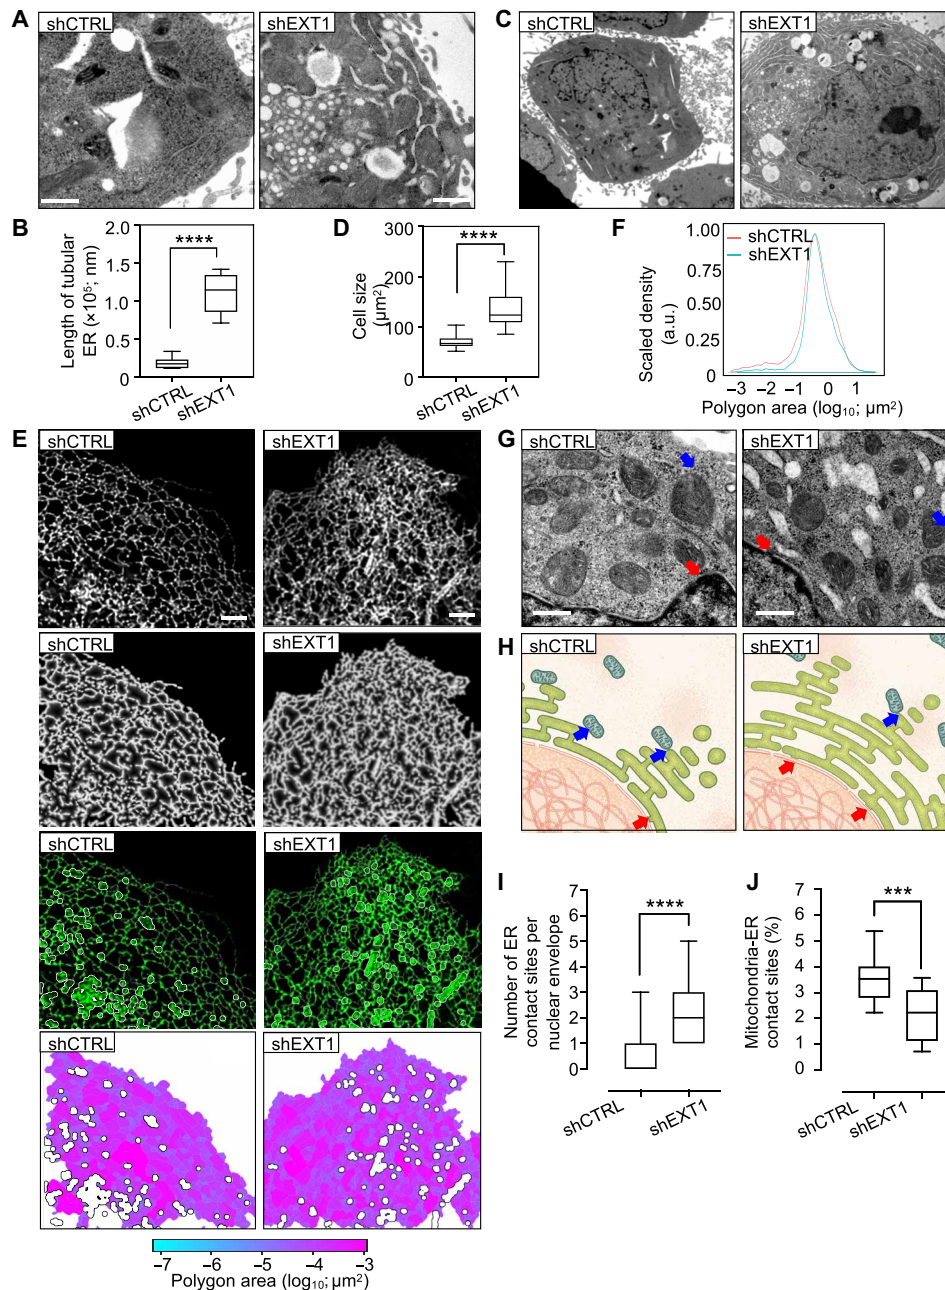 A
shCTRL
shEXT1
C
shCTRL
shEXT1
B
Length of tubular
ER (×10⁵; nm)
2.0
1.5
1.0
0.5
0
****
shCTRL
shEXT1
D
Cell size
(μm²)
300
200
100
0
****
shCTRL
shEXT1
F
Scaled density
(a.u.)
1.00
0.75
0.50
0.25
0
shCTRL
shEXT1
−3 −2 −1 0 1
Polygon area (log₁₀; μm²)
E
shCTRL
shEXT1
shCTRL
shEXT1
shCTRL
shEXT1
shCTRL
shEXT1
−7 −6 −5 −4 −3
Polygon area (log₁₀; μm²)
G
shCTRL
shEXT1
H
shCTRL
shEXT1
I
Number of ER
contact sites per
nuclear envelope
7
6
5
4
3
2
1
0
****
shCTRL
shEXT1
J
Mitochondria-ER
contact sites (%)
7
6
5
4
3
2
1
0
***
shCTRL
shEXT1